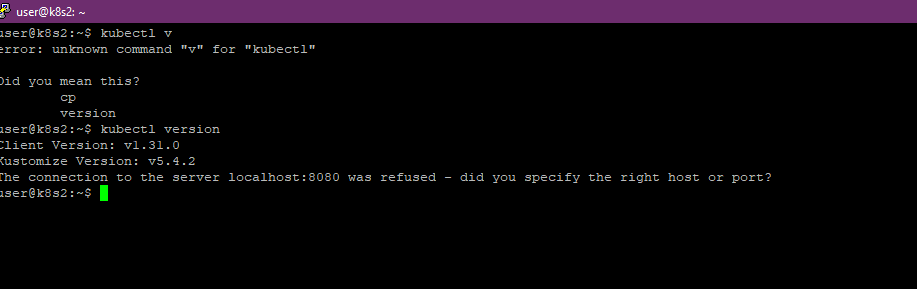 user@k8s2: ~
user@k8s2:~$ kubectl v
error: unknown command "v" for "kubectl"
Did you mean this?
cp
version
user@k8s2:~$ kubectl version
Client Version: v1.31.0
Kustomize Version: v5.4.2
The connection to the server localhost:8080 was refused - did you specify the right host or port?
user@k8s2:~$